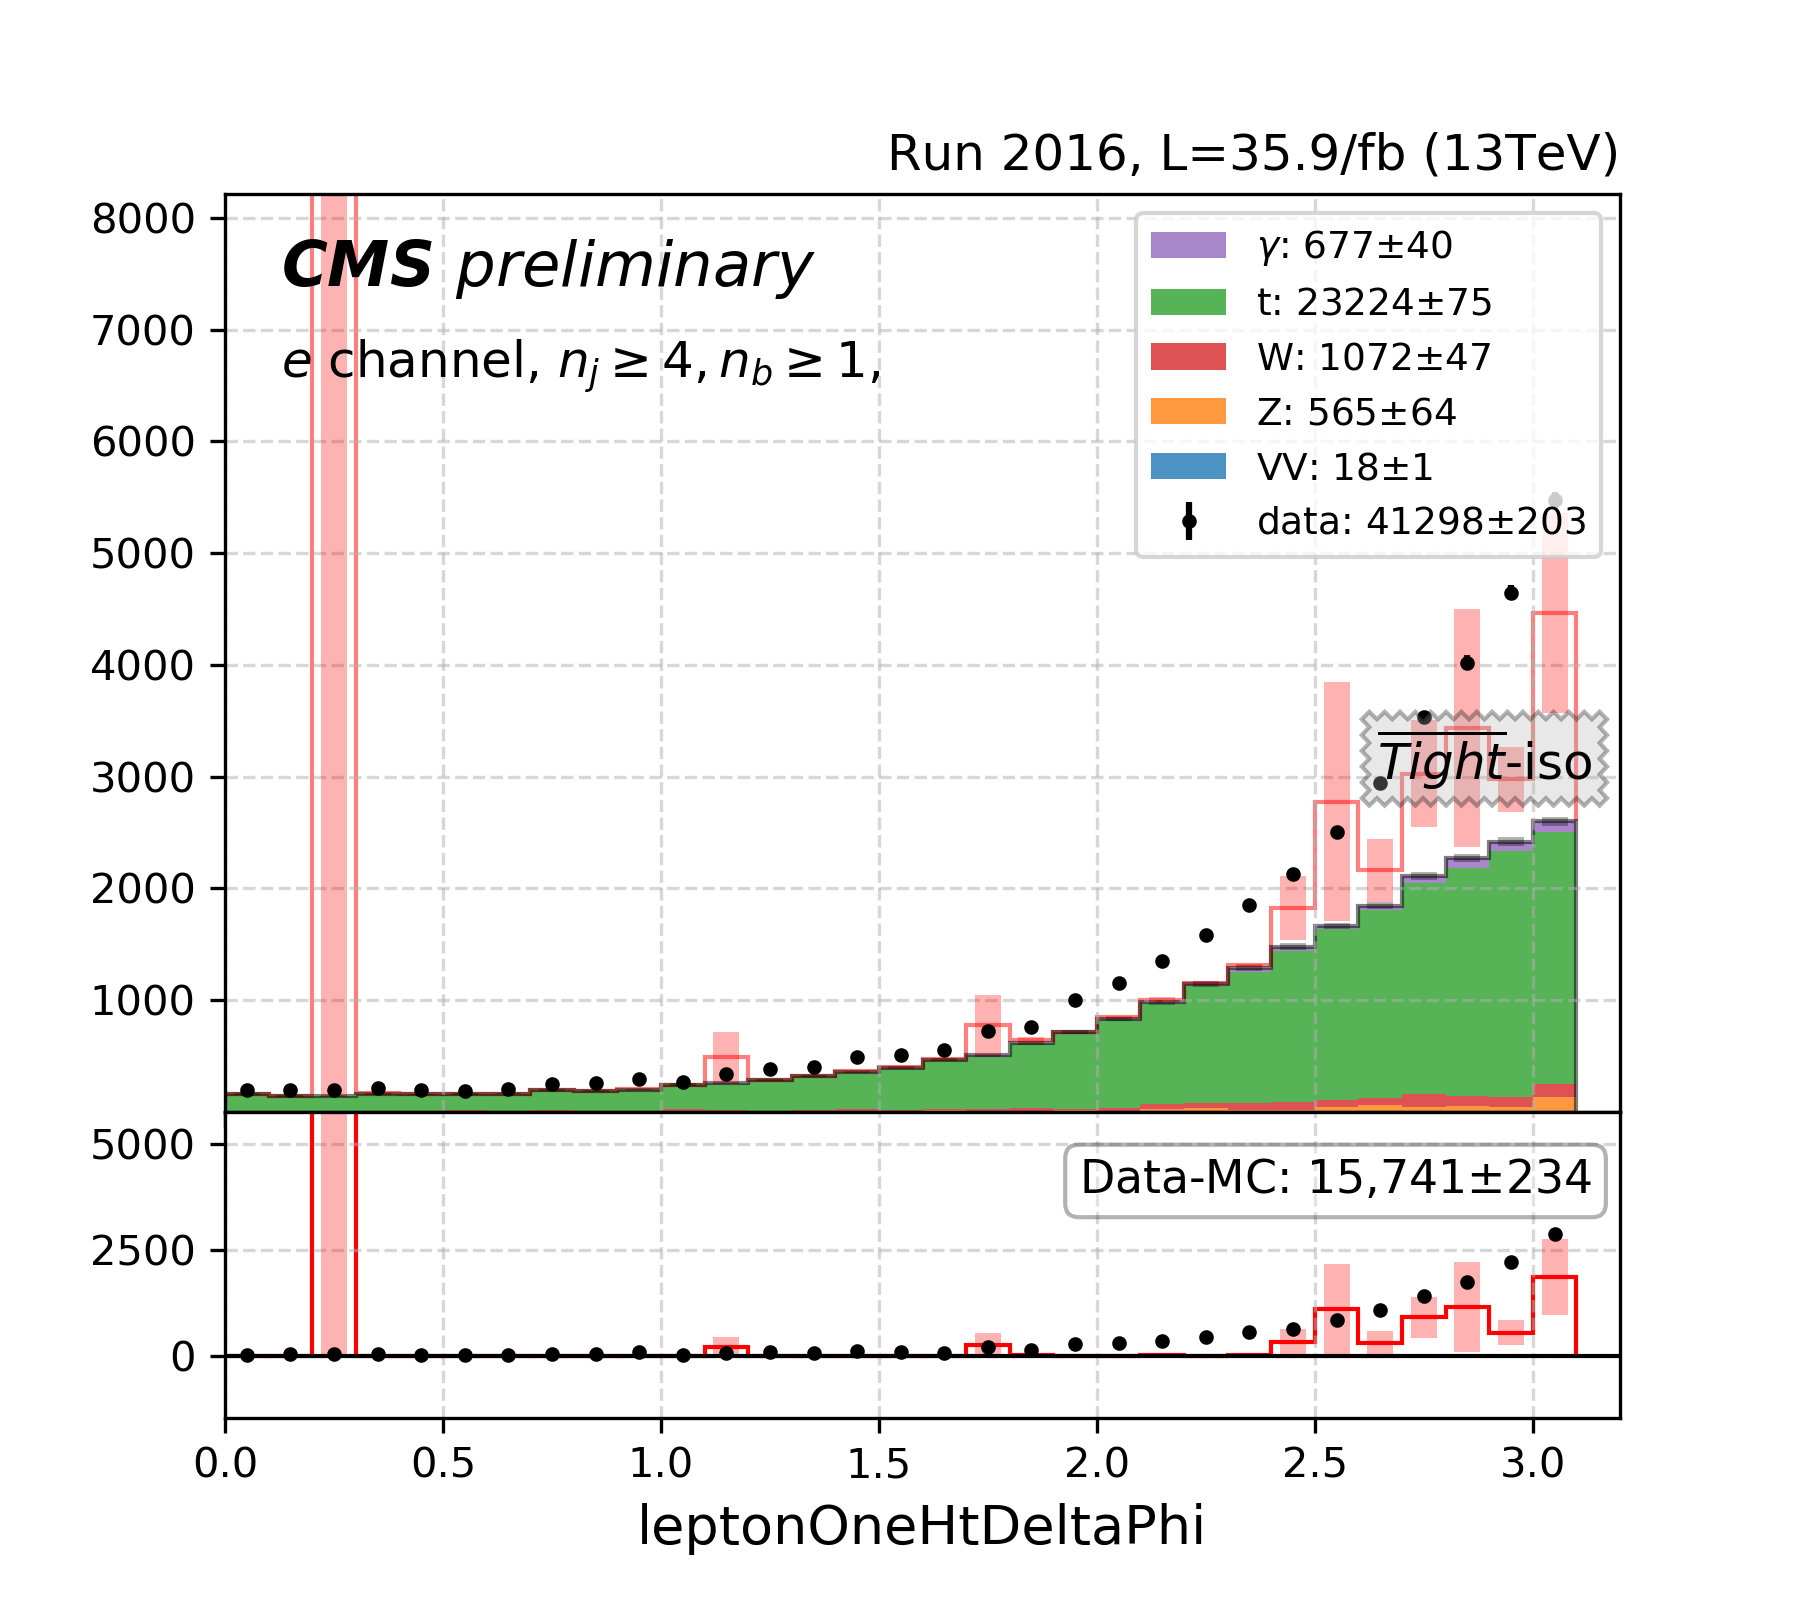 Run 2016, L=35.9/fb (13TeV)
CMS preliminary
e channel, n_j ≥ 4, n_b ≥ 1,
γ: 677±40
t: 23224±75
W: 1072±47
Z: 565±64
VV: 18±1
data: 41298±203
8000
7000
6000
5000
4000
3000
2000
1000
Tight-iso
Data-MC: 15,741±234
5000
2500
0
0.0 0.5 1.0 1.5 2.0 2.5 3.0
leptonOneHtDeltaPhi